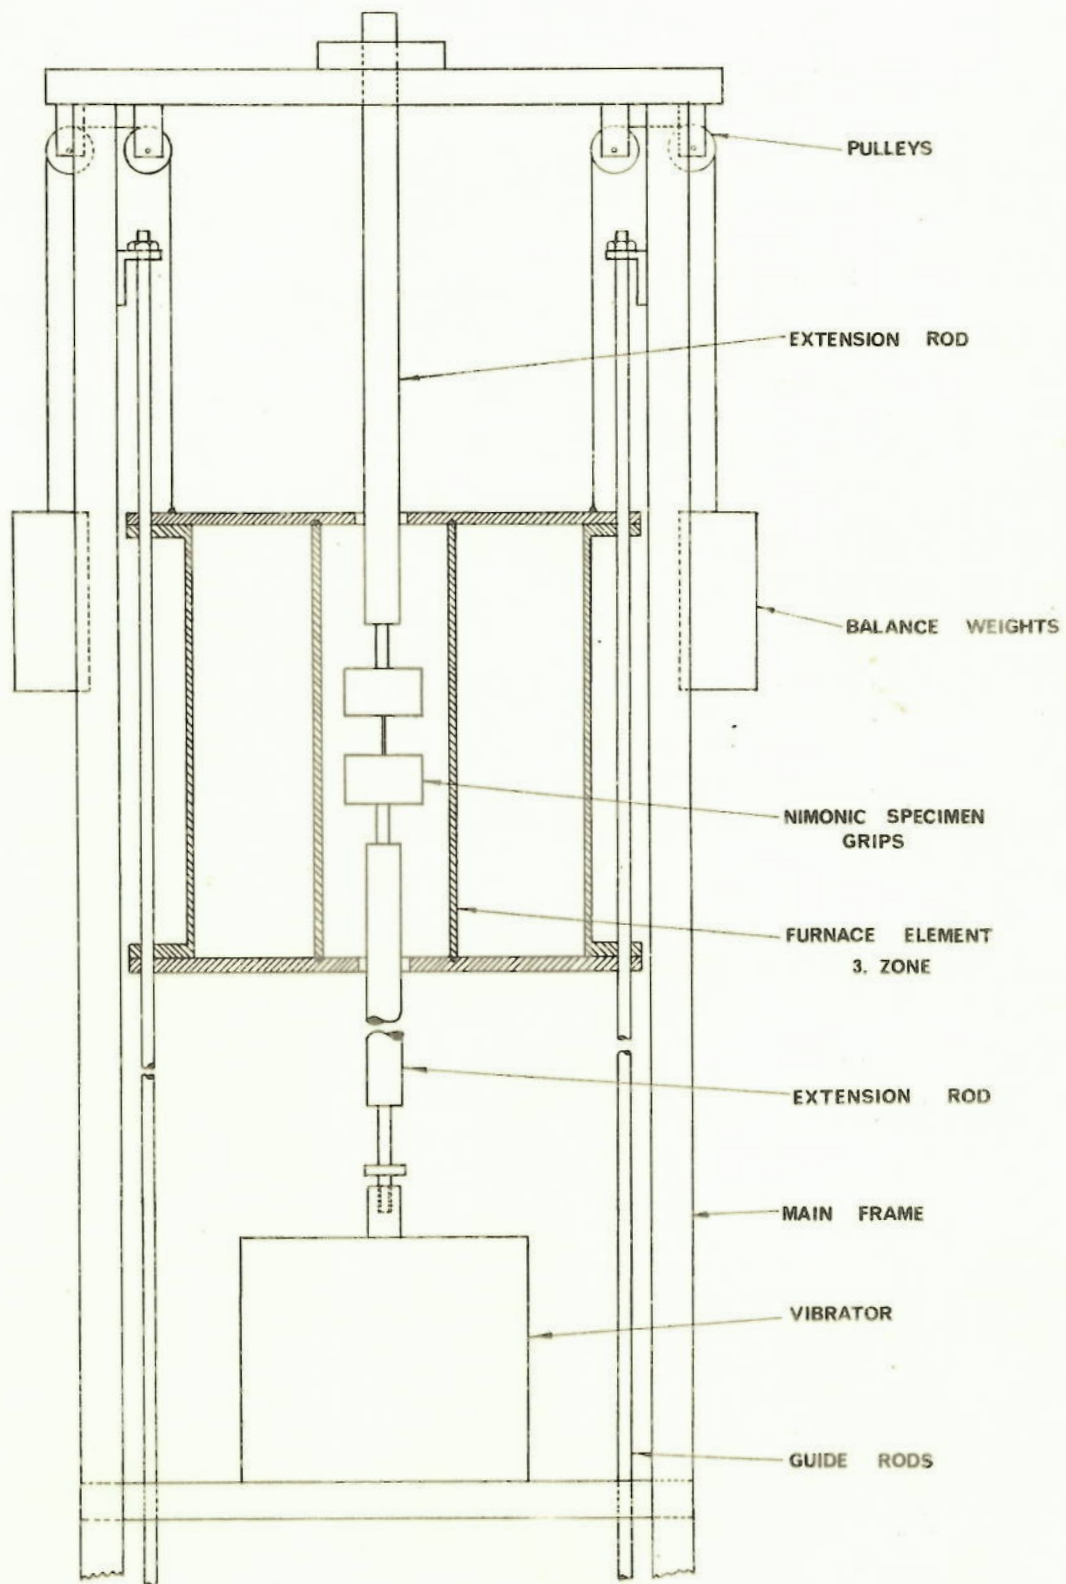 PULLEYS
EXTENSION ROD
BALANCE WEIGHTS
NIMONIC SPECIMEN
GRIPS
FURNACE ELEMENT
3. ZONE
EXTENSION ROD
MAIN FRAME
VIBRATOR
GUIDE RODS